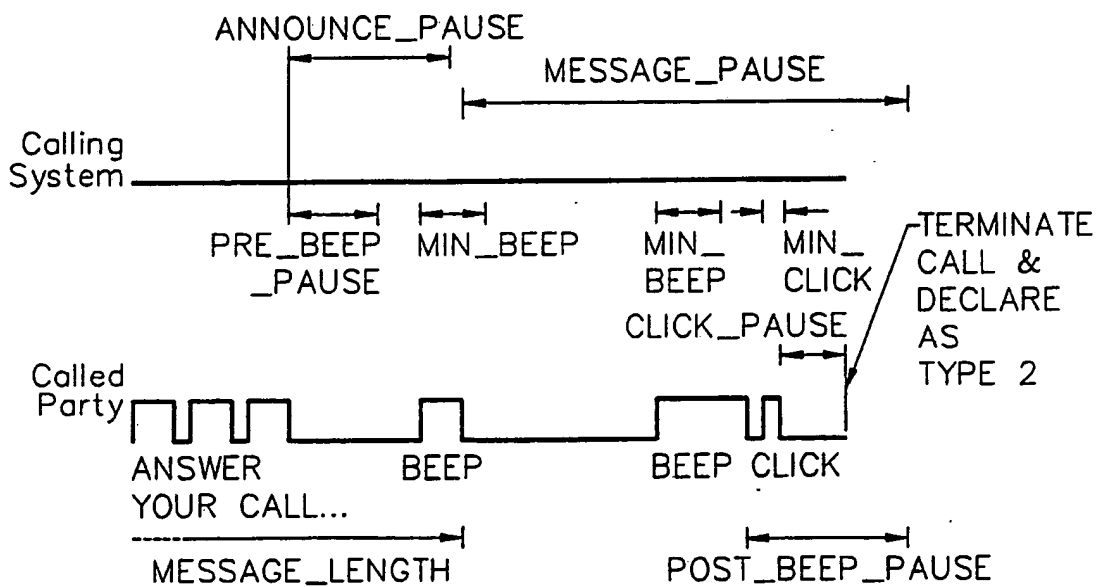 ANNOUNCE_PAUSE
MESSAGE_PAUSE
Calling
System
PRE_BEEP
_PAUSE
MIN_BEEP
MIN_
BEEP
MIN_
CLICK
TERMINATE
CALL &
DECLARE
AS
TYPE 2
CLICK_PAUSE
Called
Party
ANSWER
YOUR CALL...
BEEP
BEEP
CLICK
MESSAGE_LENGTH
POST_BEEP_PAUSE